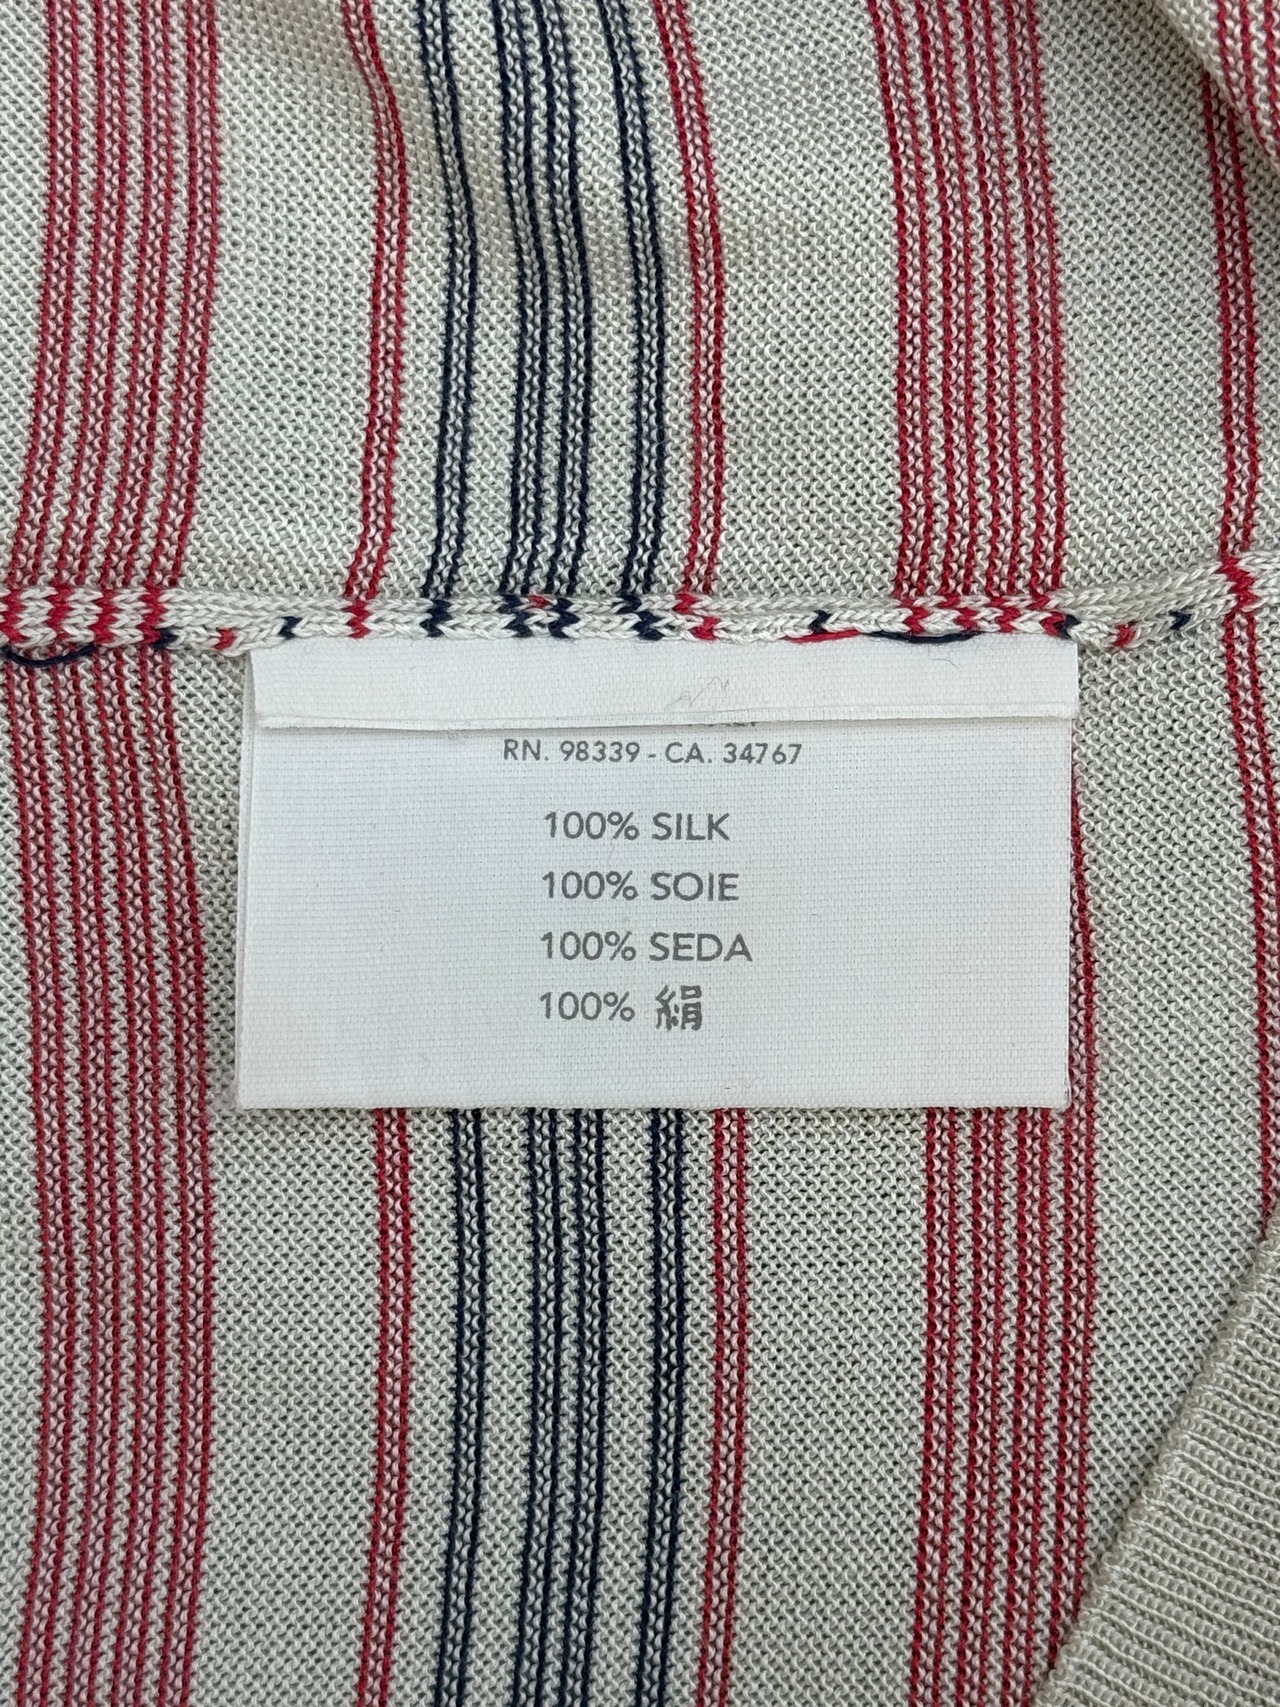 RN. 98339 - CA. 34767
100% SILK
100% SOIE
100% SEDA
100% 絹